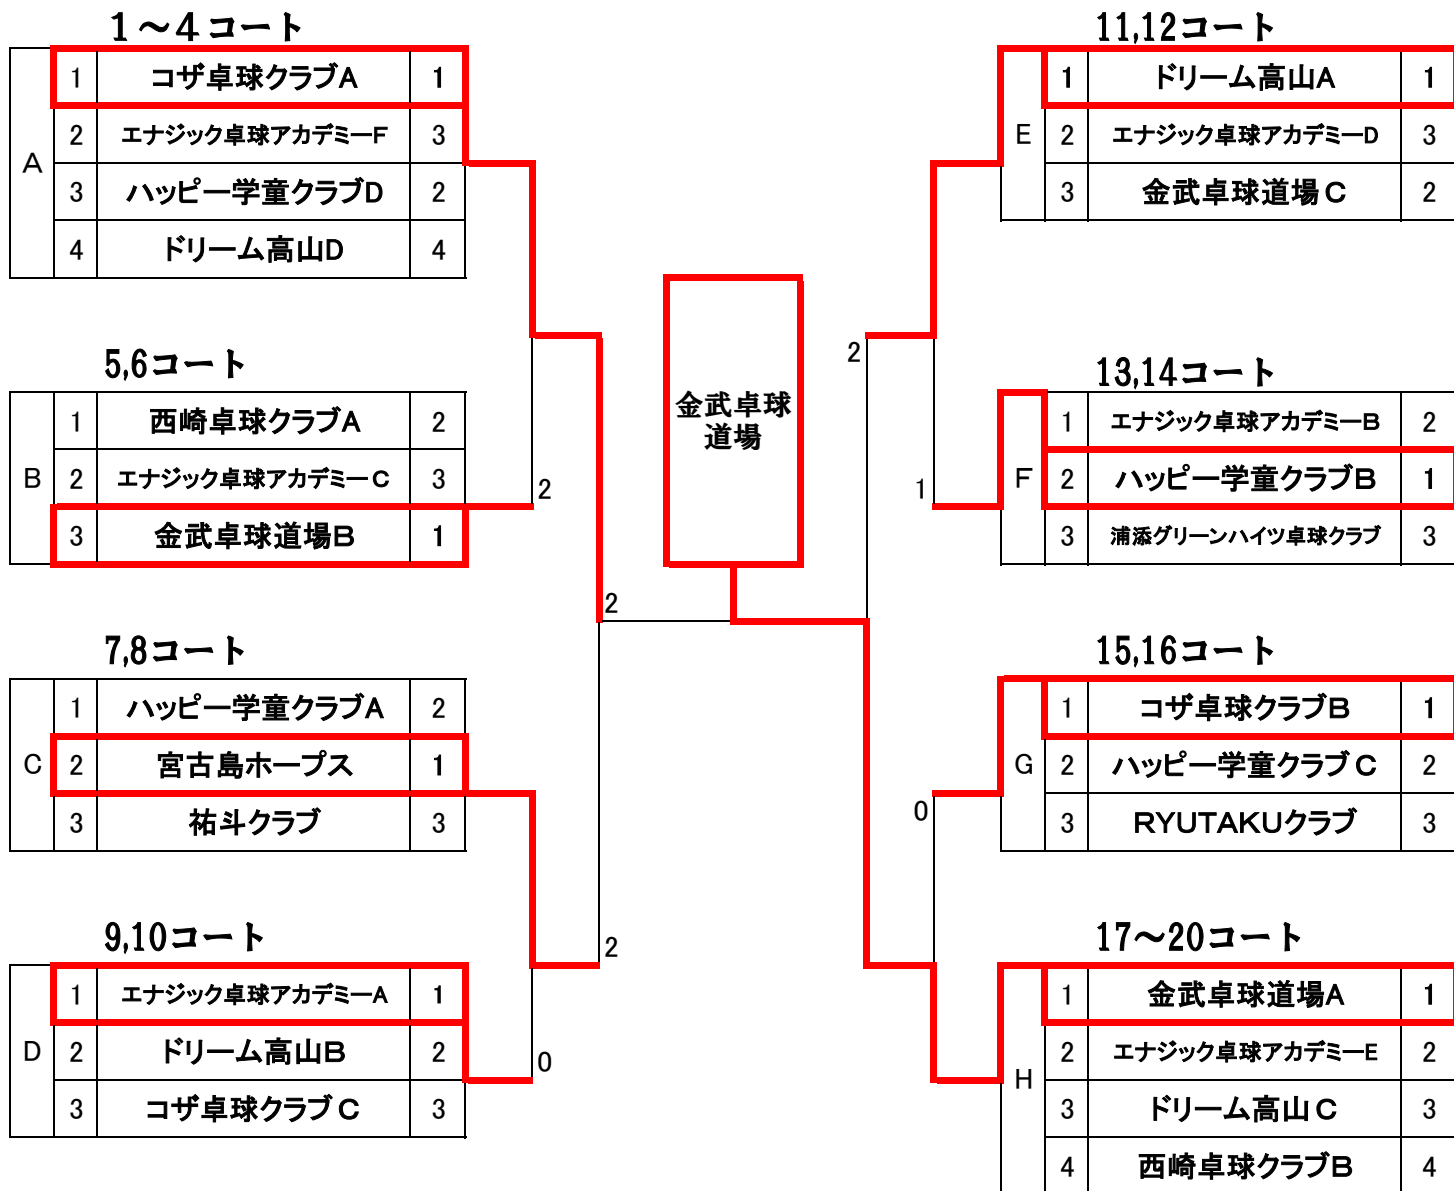 1～4コート
A
1 コザ卓球クラブA 1
2 エナジック卓球アカデミーF 3
3 ハッピー学童クラブD 2
4 ドリーム高山D 4
5,6コート
B
1 西崎卓球クラブA 2
2 エナジック卓球アカデミーC 3
3 金武卓球道場B 1
2
7,8コート
C
1 ハッピー学童クラブA 2
2 宮古島ホープス 1
3 祐斗クラブ 3
2
2
9,10コート
D
1 エナジック卓球アカデミーA 1
2 ドリーム高山B 2
3 コザ卓球クラブC 3
0
金武卓球
道場
11,12コート
E
1 ドリーム高山A 1
2 エナジック卓球アカデミーD 3
3 金武卓球道場C 2
2
13,14コート
F
1 エナジック卓球アカデミーB 2
2 ハッピー学童クラブB 1
3 浦添グリーンハイツ卓球クラブ 3
1
15,16コート
G
1 コザ卓球クラブB 1
2 ハッピー学童クラブC 2
3 RYUTAKUクラブ 3
0
17～20コート
H
1 金武卓球道場A 1
2 エナジック卓球アカデミーE 2
3 ドリーム高山C 3
4 西崎卓球クラブB 4